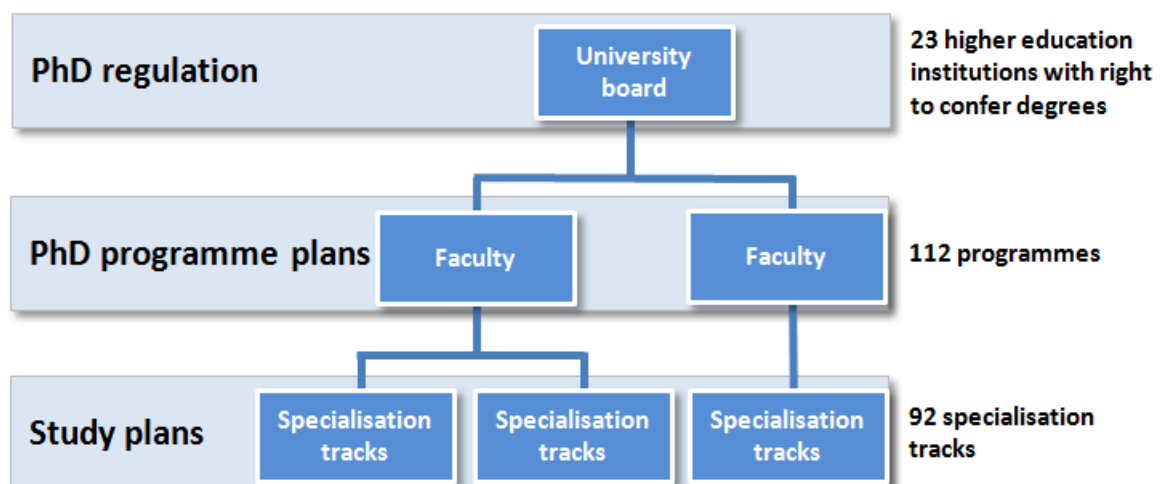 PhD regulation
University
board
23 higher education
institutions with right
to confer degrees
PhD programme plans
Faculty
Faculty
112 programmes
Study plans
Specialisation
tracks
Specialisation
tracks
Specialisation
tracks
92 specialisation
tracks